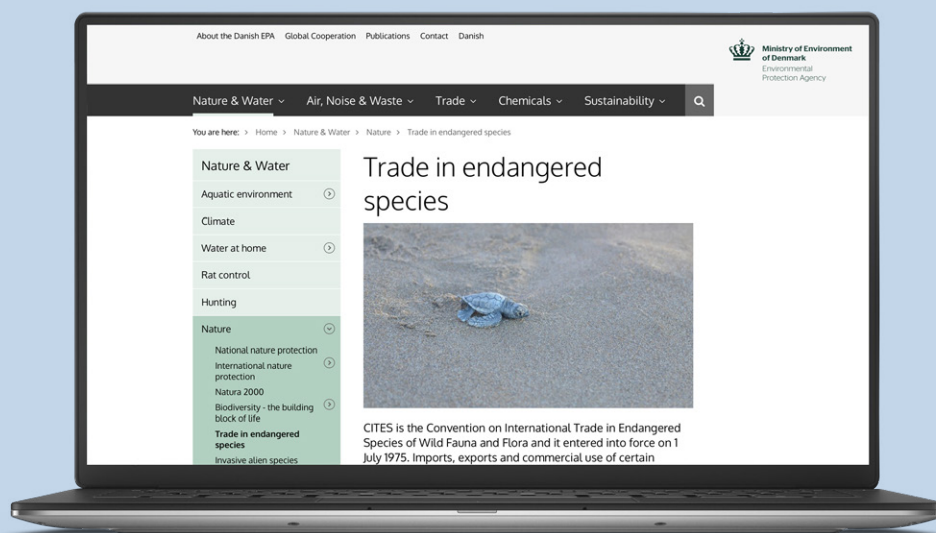 About the Danish EPA Global Cooperation Publications Contact Danish
Ministry of Environment
of Denmark
Environmental
Protection Agency
Nature & Water Air, Noise & Waste Trade Chemicals Sustainability
You are here: > Home > Nature & Water > Nature > Trade in endangered species
Nature & Water
Aquatic environment
Climate
Water at home
Rat control
Hunting
Nature
National nature protection
International nature
protection
Natura 2000
Biodiversity - the building
block of life
Trade in endangered
species
Invasive alien species
Trade in endangered
species
CITES is the Convention on International Trade in Endangered
Species of Wild Fauna and Flora and it entered into force on 1
July 1975. Imports, exports and commercial use of certain